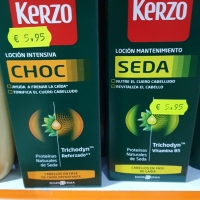 KERZO
€ 5,95
LOCIÓN INTENSIVA
CHOC
AYUDA A FRENAR LA CAÍDA*
TONIFICA EL CUERO CABELLUDO
Trichodyn™
Reforzado™
Proteínas
Naturales
de Seda
KERZO
LOCIÓN MANTENIMIENTO
SEDA
NUTRE EL CUERO CABELLUDO
REVITALIZA EL CABELLO
€ 5,95
Trichodyn™
Vitamina B5
Proteínas
Naturales
de Seda